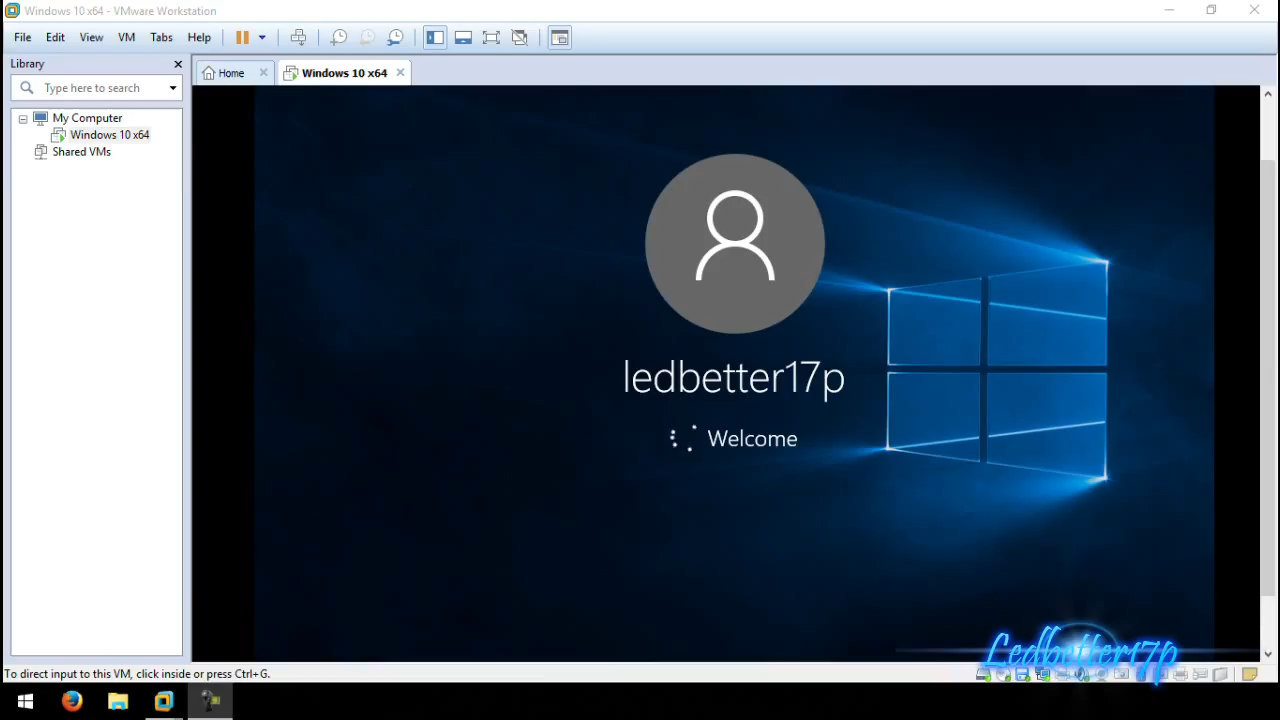 Windows 10 x64 - VMware Workstation
File Edit View VM Tabs Help
Library
Home
Windows 10 x64
Type here to search
My Computer
Windows 10 x64
Shared VMs
ledbetter17p
Welcome
Ledbetter17p
To direct input to this VM, click inside or press Ctrl+G.